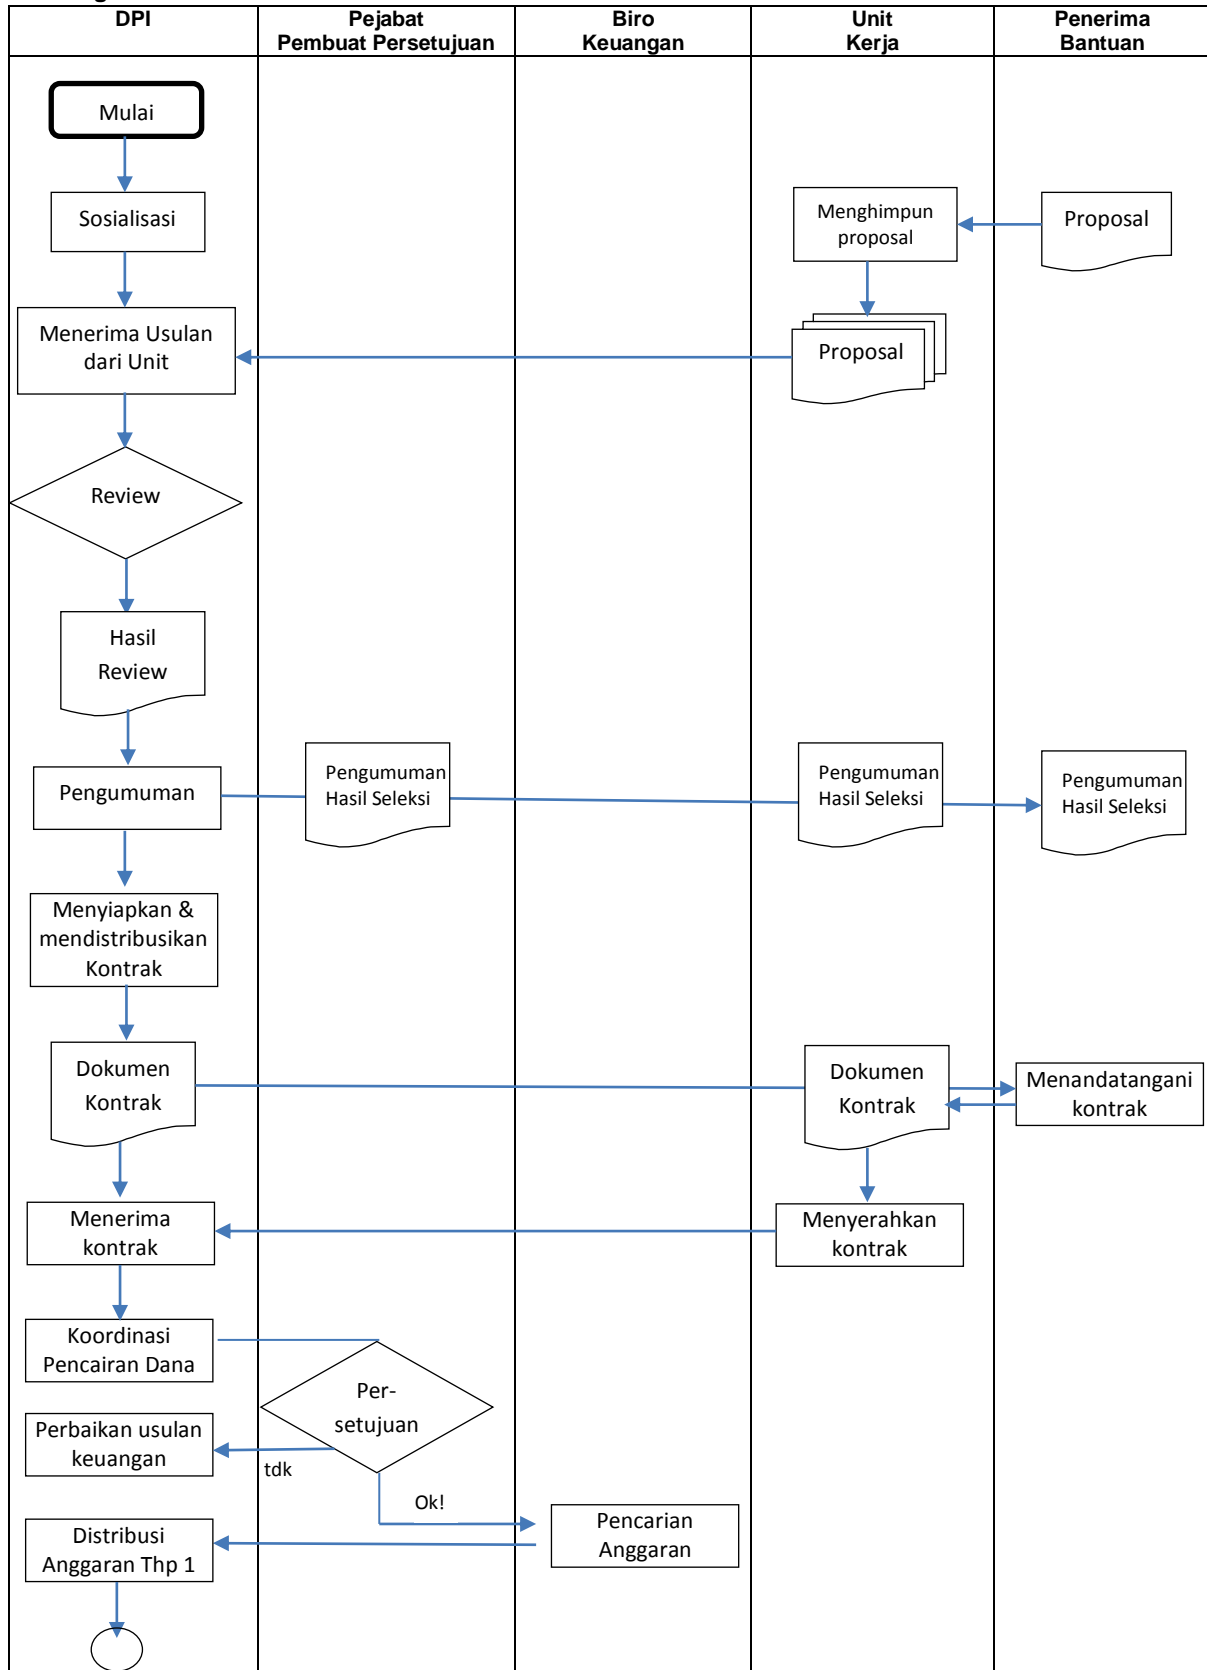 DPI
Pejabat
Pembuat Persetujuan
Biro
Keuangan
Unit
Kerja
Penerima
Bantuan
Mulai
Sosialisasi
Menghimpun
proposal
Proposal
Menerima Usulan
dari Unit
Proposal
Review
Hasil
Review
Pengumuman
Pengumuman
Hasil Seleksi
Pengumuman
Hasil Seleksi
Pengumuman
Hasil Seleksi
Menyiapkan &
mendistribusikan
Kontrak
Dokumen
Kontrak
Dokumen
Kontrak
Menandatangani
kontrak
Menerima
kontrak
Menyerahkan
kontrak
Koordinasi
Pencairan Dana
Per-
setujuan
Perbaikan usulan
keuangan
tdk
Ok!
Pencarian
Anggaran
Distribusi
Anggaran Thp 1